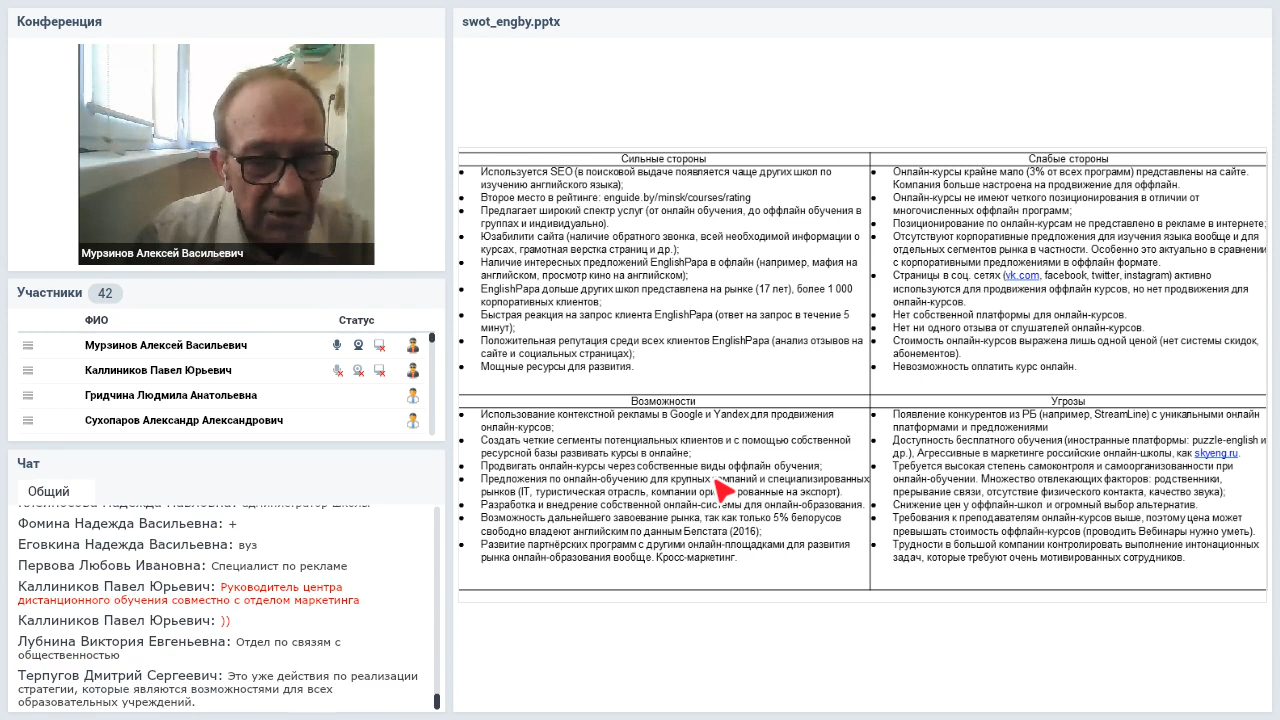 Конференция
Мурзинов Алексей Васильевич
Участники 42
ФИО Статус
Мурзинов Алексей Васильевич
Каллиников Павел Юрьевич
Гридчина Людмила Анатольевна
Сухопаров Александр Александрович
Чат
Общий
Фомина Надежда Васильевна: +
Еговкина Надежда Васильевна: вуз
Первова Любовь Ивановна: Специалист по рекламе
Каллиников Павел Юрьевич: Руководитель центра
дистанционного обучения совместно с отделом маркетинга
Каллиников Павел Юрьевич: ))
Лубнина Виктория Евгеньевна: Отдел по связям с
общественностью
Терпугов Дмитрий Сергеевич: Это уже действия по реализации
стратегии, которые являются возможностями для всех
образовательных учреждений.
swot_engby.pptx
Сильные стороны
• Используется SEO (в поисковой выдаче появляется чаще других школ по
изучению английского языка);
• Второе место в рейтинге: enguide.by/minsk/courses/rating
• Предлагает широкий спектр услуг (от онлайн обучения, до оффлайн обучения в
группах и индивидуально).
• Юзабилити сайта (наличие обратного звонка, всей необходимой информации о
курсах, грамотная верстка страниц и др.);
• Наличие интересных предложений EnglishPapa в офлайн (например, мафия на
английском, просмотр кино на английском);
• EnglishPapa дольше других школ представлена на рынке (17 лет), более 1 000
корпоративных клиентов;
• Быстрая реакция на запрос клиента EnglishPapa (ответ на запрос в течение 5
минут);
• Положительная репутация среди всех клиентов EnglishPapa (анализ отзывов на
сайте и социальных страницах);
• Мощные ресурсы для развития.
Слабые стороны
• Онлайн-курсы крайне мало (3% от всех программ) представлены на сайте.
Компания больше настроена на продвижение для оффлайн.
• Онлайн-курсы не имеют четкого позиционирования в отличии от
многочисленных оффлайн программ;
• Позиционирование по онлайн-курсам не представлено в рекламе в интернете;
• Отсутствуют корпоративные предложения для изучения языка вообще и для
отдельных сегментов рынка в частности. Особенно это актуально в сравнении
с корпоративными предложениями в оффлайн формате.
• Страницы в соц. сетях (vk.com, facebook, twitter, instagram) активно
используются для продвижения оффлайн курсов, но нет продвижения для
онлайн-курсов.
• Нет собственной платформы для онлайн-курсов.
• Нет ни одного отзыва от слушателей онлайн-курсов.
• Стоимость онлайн-курсов выражена лишь одной ценой (нет системы скидок,
абонементов).
• Невозможность оплатить курс онлайн.
Возможности
• Использование контекстной рекламы в Google и Yandex для продвижения
онлайн-курсов;
• Создать четкие сегменты потенциальных клиентов и с помощью собственной
ресурсной базы развивать курсы в онлайне;
• Продвигать онлайн-курсы через собственные виды оффлайн обучения;
• Предложения по онлайн-обучению для крупных и специализированных
рынков (IT, туристическая отрасль, компании на экспорт).
• Разработка и внедрение собственной онлайн-системы для онлайн-образования.
• Возможность дальнейшего завоевание рынка, так как только 5% белорусов
свободно владеют английским по данным Белстата (2016);
• Развитие партнёрских программ с другими онлайн-площадками для развития
рынка онлайн-образования вообще. Кросс-маркетинг.
Угрозы
• Появление конкурентов из РБ (например, StreamLine) с уникальными онлайн
платформами и предложениями
• Доступность бесплатного обучения (иностранные платформы: puzzle-english и
др.), Агрессивные в маркетинге российские онлайн-школы, как skyeng.ru.
• Требуется высокая степень самоконтроля и самоорганизованности при
онлайн-обучении. Множество отвлекающих факторов: родственники,
прерывание связи, отсутствие физического контакта, качество звука);
• Снижение цен у оффлайн-школ и огромный выбор альтернатив.
• Требования к преподавателям онлайн-курсов выше, поэтому цена может
превышать стоимость оффлайн-курсов (проводить Вебинары нужно уметь).
• Трудности в большой компании контролировать выполнение интонационных
задач, которые требуют очень мотивированных сотрудников.